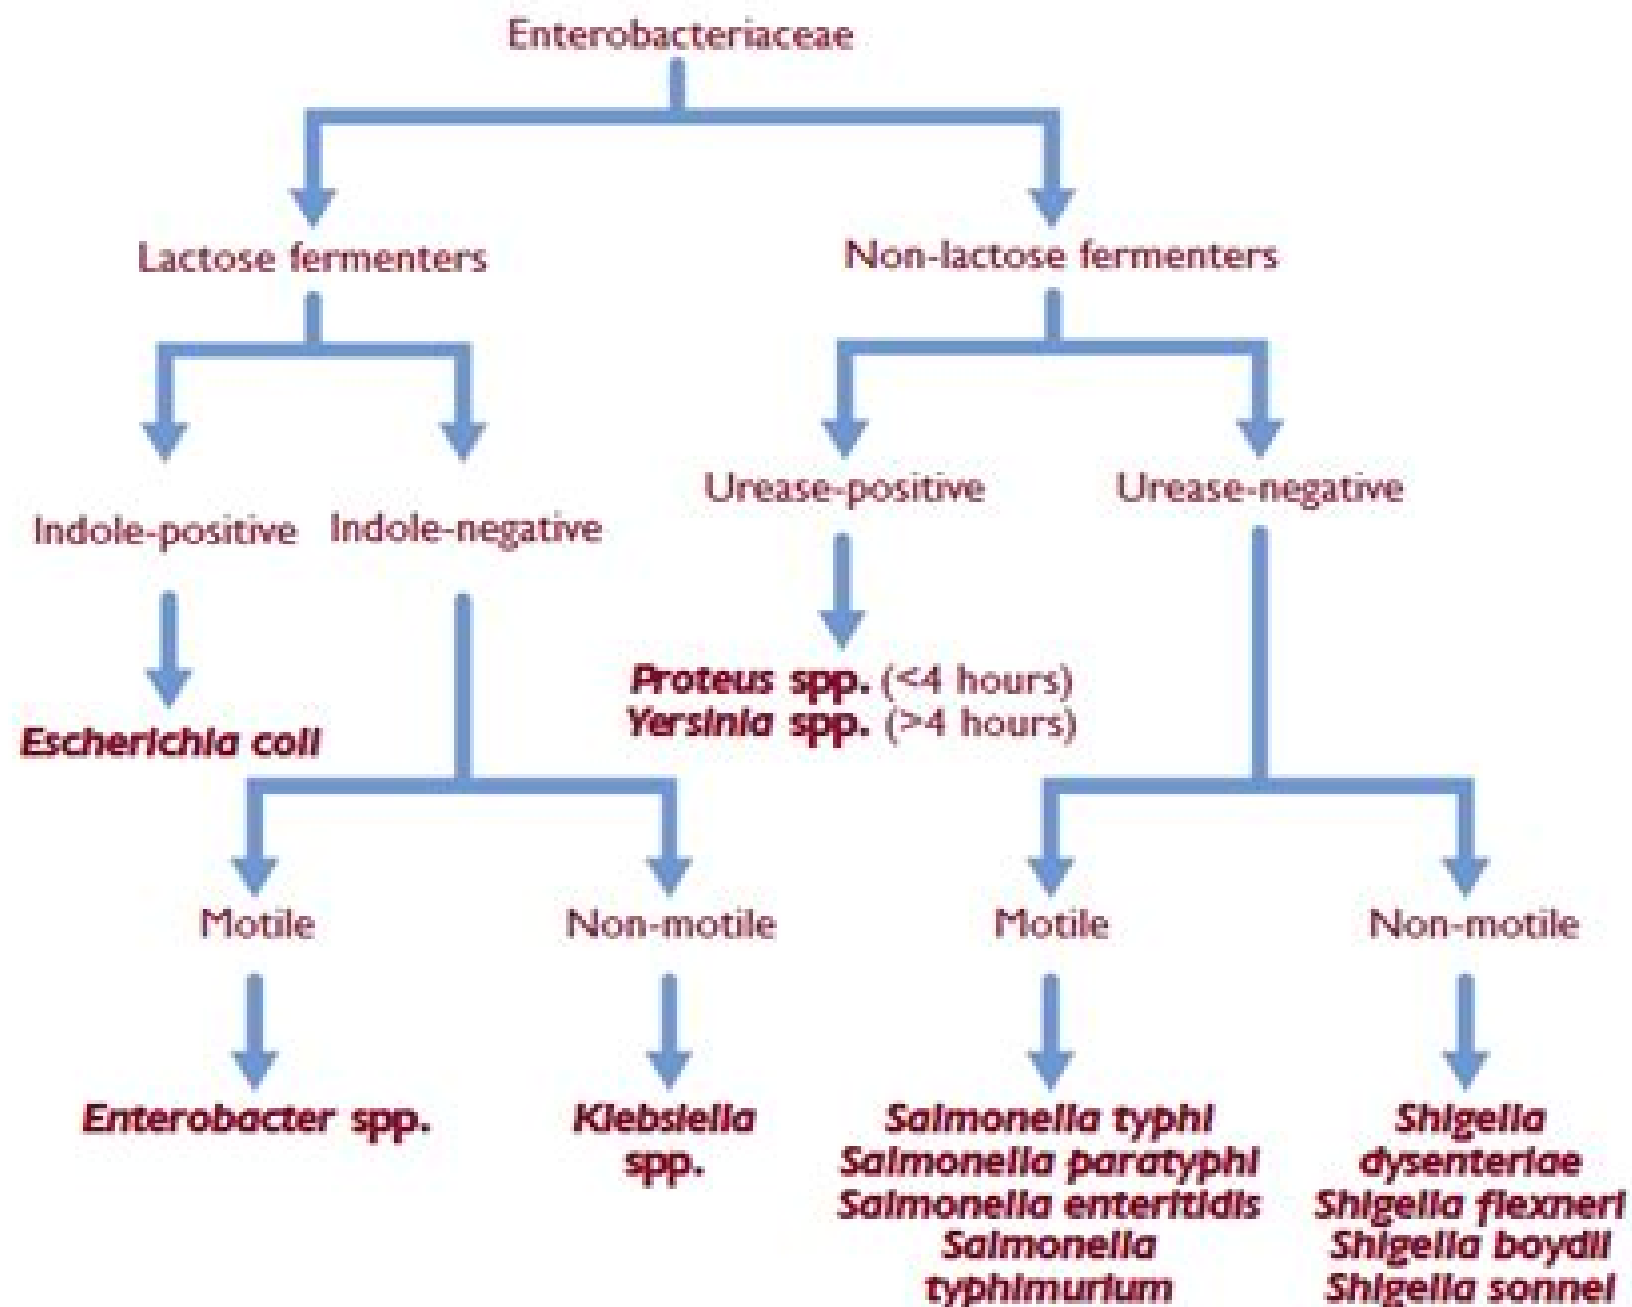 Enterobacteriaceae
Lactose fermenters
Non-lactose fermenters
Indole-positive
Indole-negative
Urease-positive
Urease-negative
Escherichia coli
Proteus spp. (<4 hours)
Yersinia spp. (>4 hours)
Motile
Non-motile
Motile
Non-motile
Enterobacter spp.
Klebsiella
spp.
Salmonella typhi
Salmonella paratyphi
Salmonella enteritidis
Salmonella
typhimurium
Shigella
dysenteriae
Shigella flexneri
Shigella boydii
Shigella sonnei